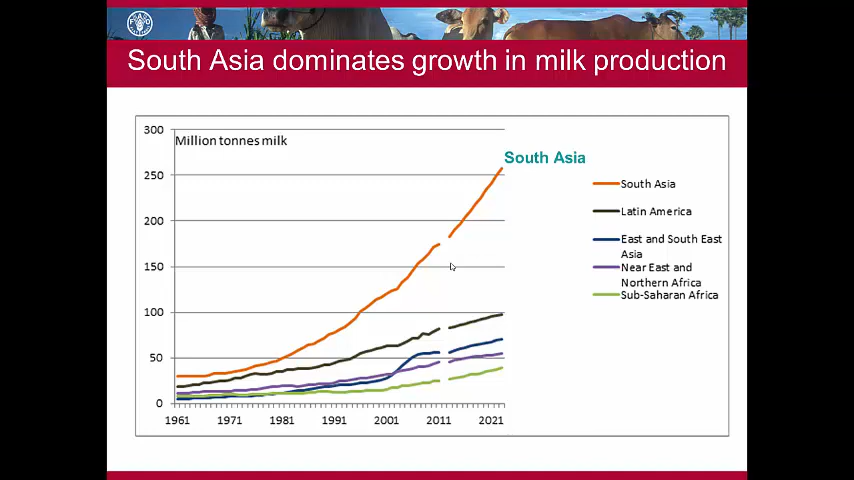 South Asia dominates growth in milk production
300
Million tonnes milk
250
200
150
100
50
0
1961
1971
1981
1991
2001
2011
2021
South Asia
South Asia
Latin America
East and South East
Asia
Near East and
Northern Africa
Sub-Saharan Africa